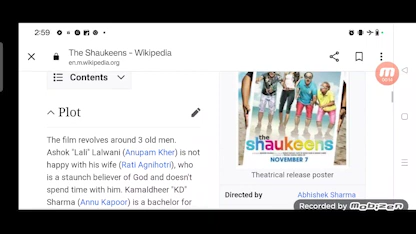 2:59
The Shaukeens - Wikipedia
en.m.wikipedia.org
Contents
Plot
The film revolves around 3 old men.
Ashok "Lali" Lalwani (Anupam Kher) is not
happy with his wife (Rati Agnihotri), who
is a staunch believer of God and doesn't
spend time with him. Kamaldheer "KD"
Sharma (Annu Kapoor) is a bachelor for
the
shaukeens
NOVEMBER 7
Theatrical release poster
Directed by
Abhishek Sharma
Recorded by
MOBIZEN